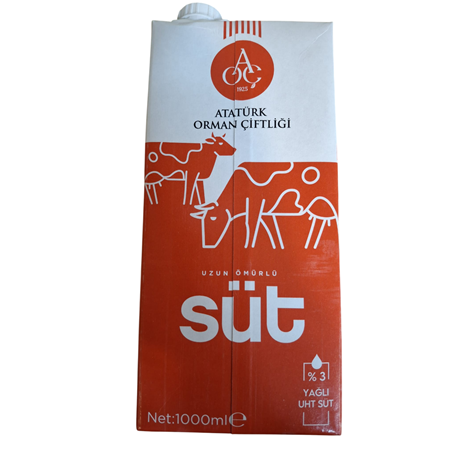 AOÇ
1925
ATATÜRK
ORMAN ÇİFTLİĞİ
UZUN ÖMÜRLÜ
süt
% 3
YAĞLI
UHT SÜT
Net:1000ml℮